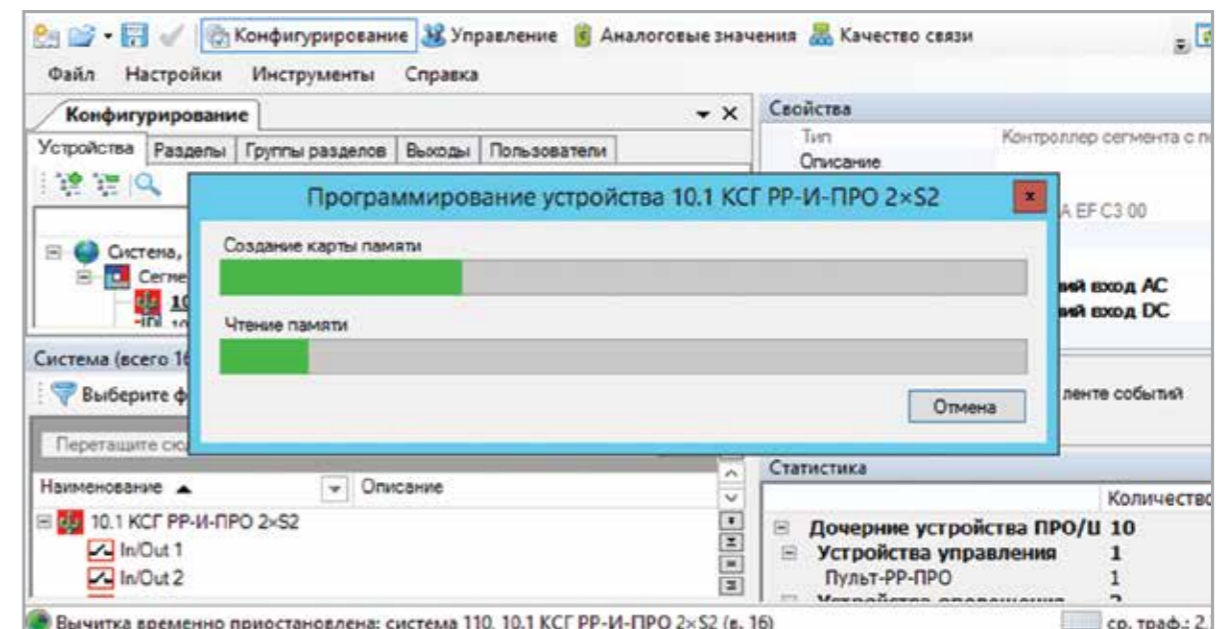 Конфигурирование Управление Аналоговые значения Качество связи
Файл Настройки Инструменты Справка
Конфигурирование
Устройства Разделы Группы разделов Выходы Пользователи
Свойства
Тип Контроллер сегмента с
Описание
A EF C3 00
вход AC
вход DC
Программирование устройства 10.1 КСГ РР-И-ПРО 2×S2
Создание карты памяти
Чтение памяти
Отмена
Система,
10
Система (всего 16
Выберите
ленте событий
Перетащите
Наименование Описание
10.1 КСГ РР-И-ПРО 2×S2
In/Out 1
In/Out 2
Статистика
Количество
Дочерние устройства ПРО/Ш 10
Устройства управления 1
Пульт-РР-ПРО 1
Вычитка временно приостановлена: система 110, 10.1 КСГ РР-И-ПРО 2×S2 (в. 16)
ср. траф.: 2,